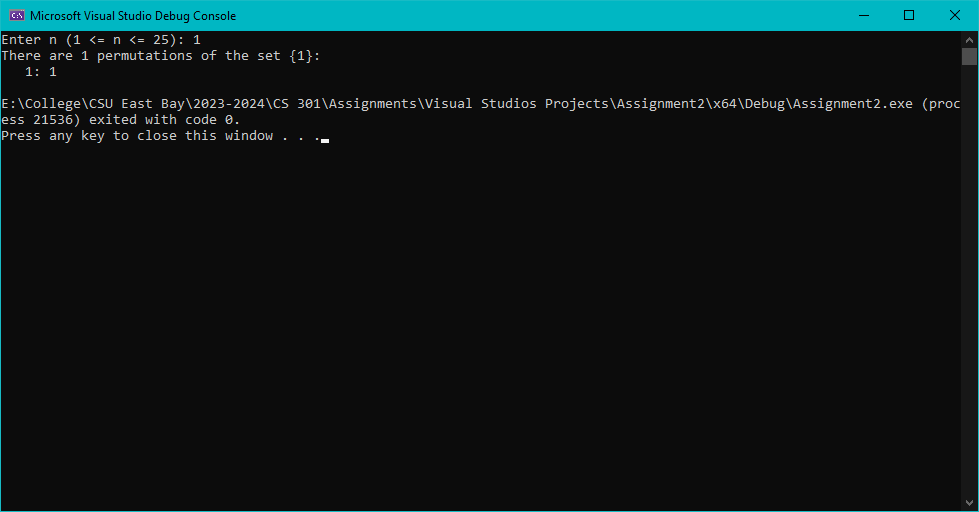 Microsoft Visual Studio Debug Console
Enter n (1 <= n <= 25): 1
There are 1 permutations of the set {1}:
   1: 1
E:\College\CSU East Bay\2023-2024\CS 301\Assignments\Visual Studios Projects\Assignment2\x64\Debug\Assignment2.exe (proc
ess 21536) exited with code 0.
Press any key to close this window . . .